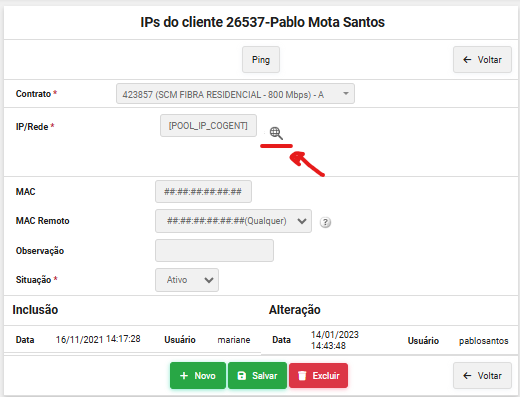 IPs do cliente 26537-Pablo Mota Santos
Ping
Voltar
Contrato * 423857 (SCM FIBRA RESIDENCIAL - 800 Mbps) - A
IP/Rede * [POOL_IP_COGENT]
MAC ##:##:##:##:##:##
MAC Remoto ##:##:##:##:##:##(Qualquer) ?
Observação
Situação * Ativo
Inclusão Alteração
Data 16/11/2021 14:17:28 Usuário mariane Data 14/01/2023 Usuário pablosantos
14:43:48
+ Novo Salvar Excluir Voltar